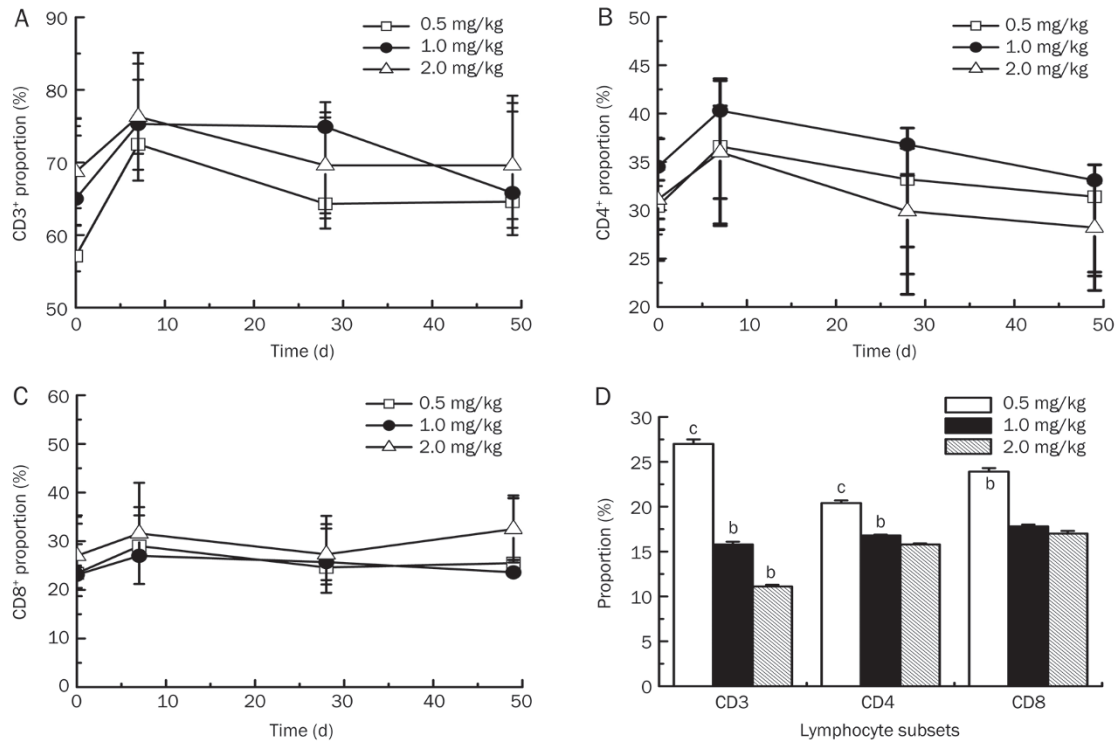 A
90
80
70
60
50
CD3⁺ proportion (%)
0.5 mg/kg
1.0 mg/kg
2.0 mg/kg
0 10 20 30 40 50
Time (d)
B
50
45
40
35
30
25
20
CD4⁺ proportion (%)
0.5 mg/kg
1.0 mg/kg
2.0 mg/kg
0 10 20 30 40 50
Time (d)
C
60
50
40
30
20
10
0
CD8⁺ proportion (%)
0.5 mg/kg
1.0 mg/kg
2.0 mg/kg
0 10 20 30 40 50
Time (d)
D
30
25
20
15
10
5
0
Proportion (%)
0.5 mg/kg
1.0 mg/kg
2.0 mg/kg
c b b c b b
CD3 CD4 CD8
Lymphocyte subsets